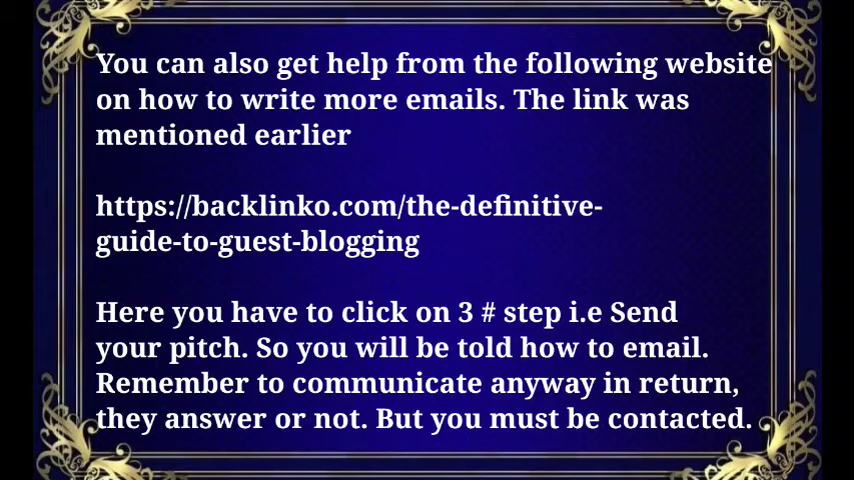 You can also get help from the following website
on how to write more emails. The link was
mentioned earlier
https://backlinko.com/the-definitive-
guide-to-guest-blogging
Here you have to click on 3 # step i.e Send
your pitch. So you will be told how to email.
Remember to communicate anyway in return,
they answer or not. But you must be contacted.